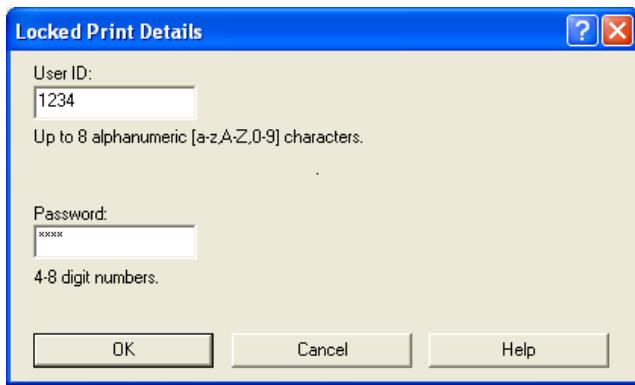 Locked Print Details
User ID:
1234
Up to 8 alphanumeric [a-z,A-Z,0-9] characters.
.
Password:
****
4-8 digit numbers.
OK
Cancel
Help